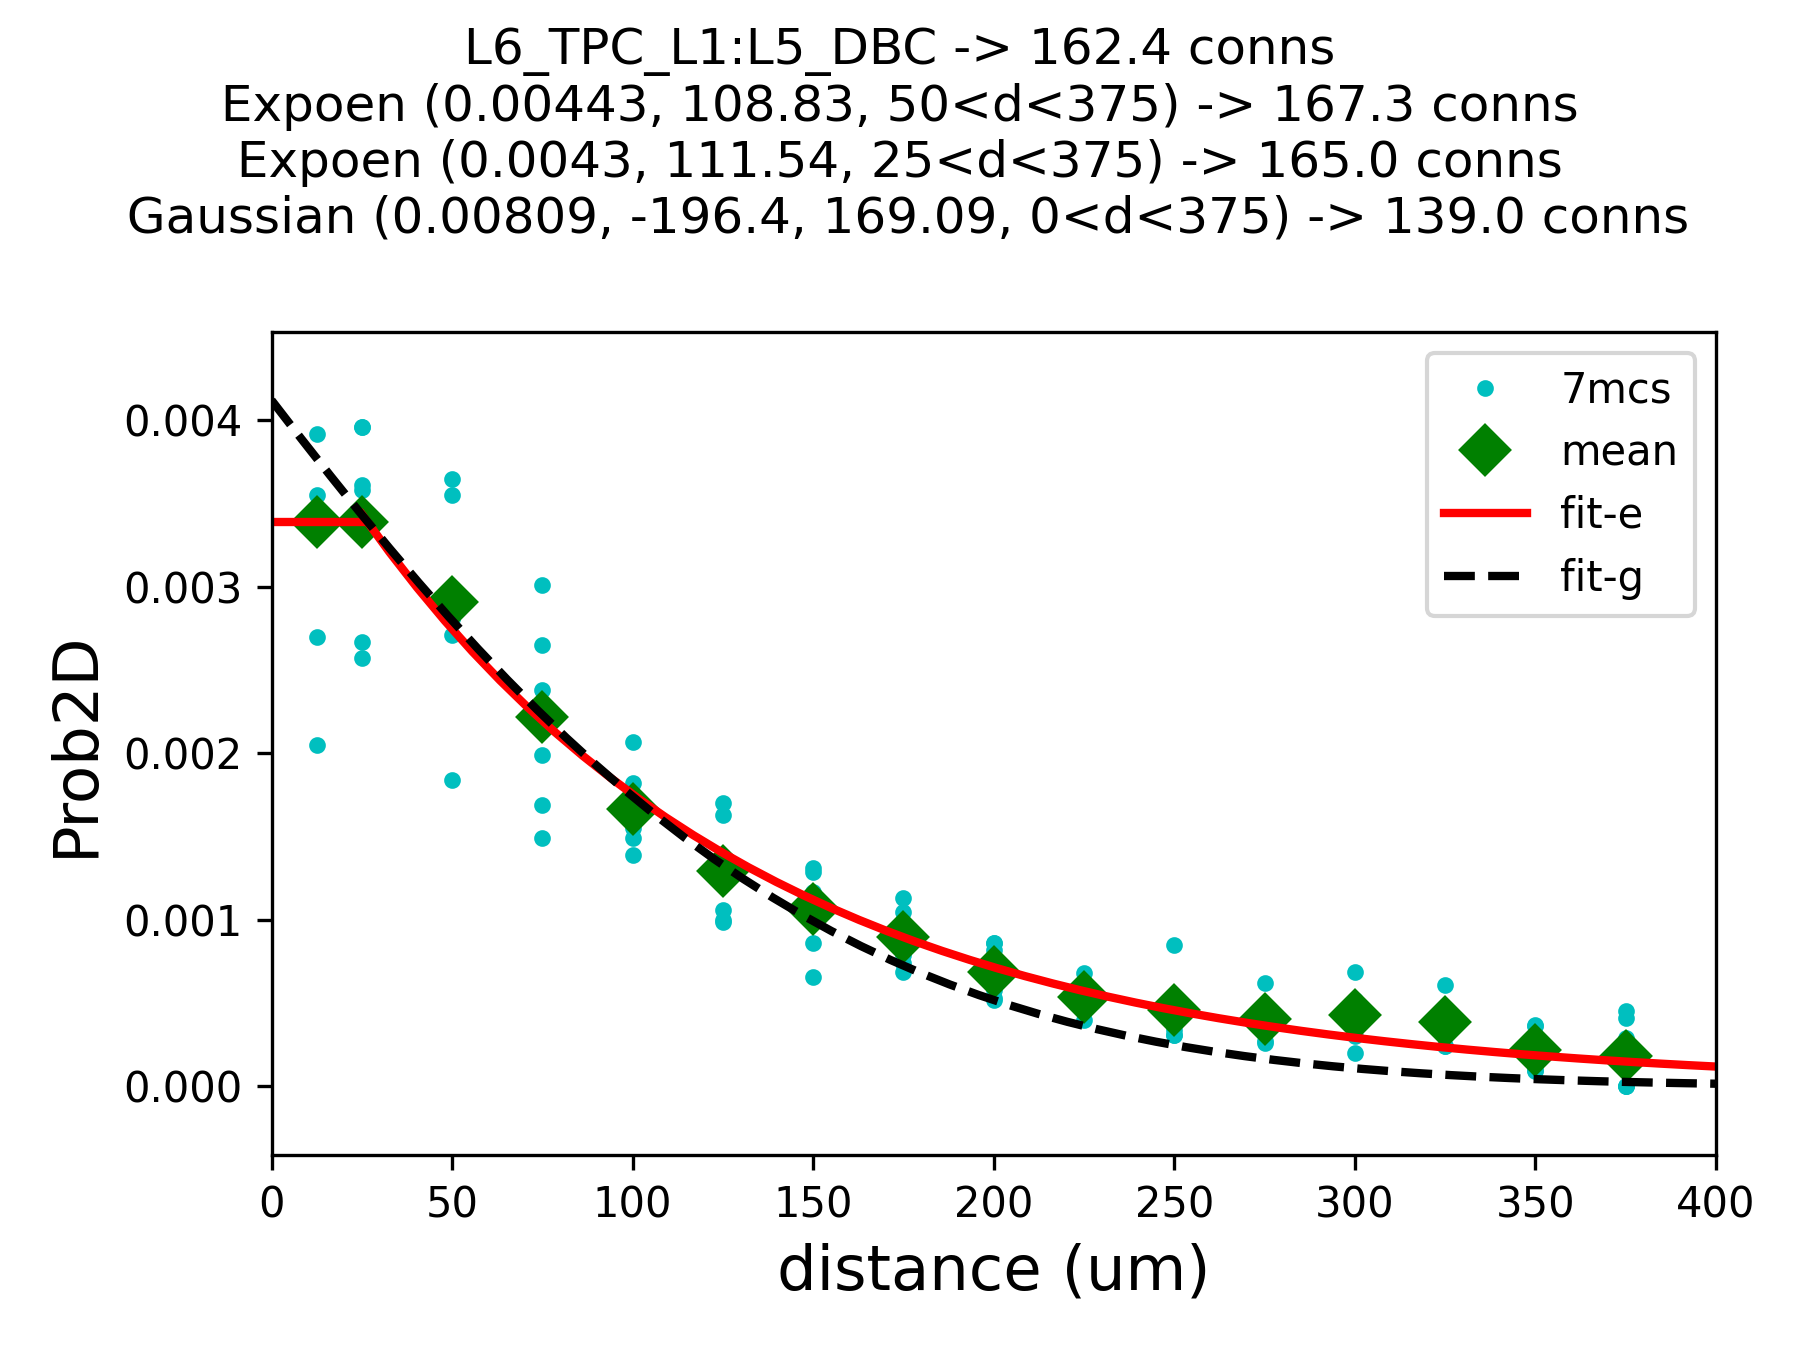 L6_TPC_L1:L5_DBC -> 162.4 conns
Expoen (0.00443, 108.83, 50<d<375) -> 167.3 conns
Expoen (0.0043, 111.54, 25<d<375) -> 165.0 conns
Gaussian (0.00809, -196.4, 169.09, 0<d<375) -> 139.0 conns
7mcs
mean
fit-e
fit-g
Prob2D
0.004
0.003
0.002
0.001
0.000
0 50 100 150 200 250 300 350 400
distance (um)